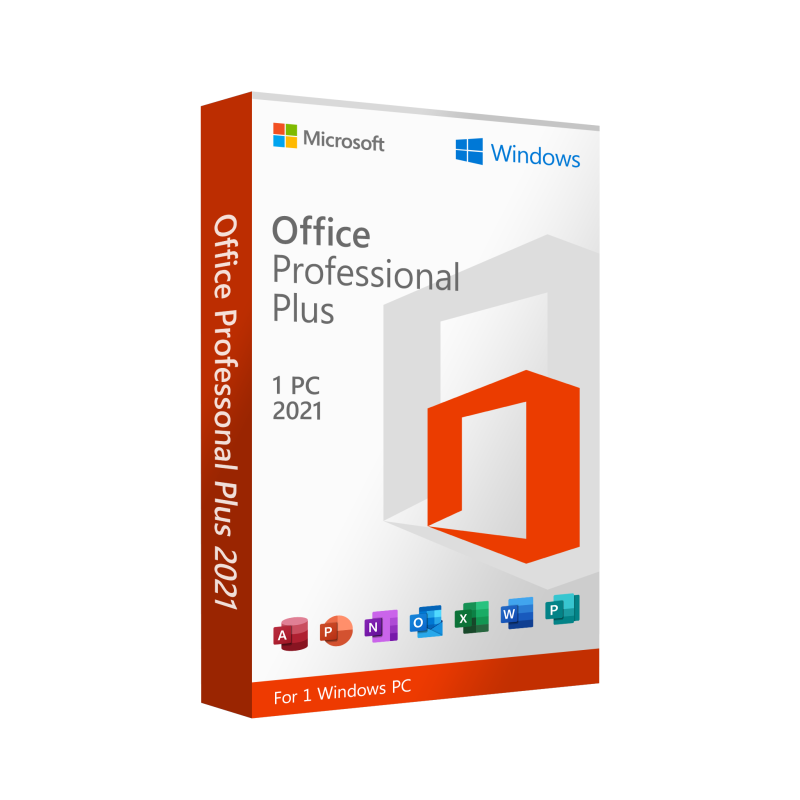 Microsoft
Windows
Office
Professional
Plus
1 PC
2021
A
P
N
O
X
W
P
For 1 Windows PC
Office Professonal Plus 2021